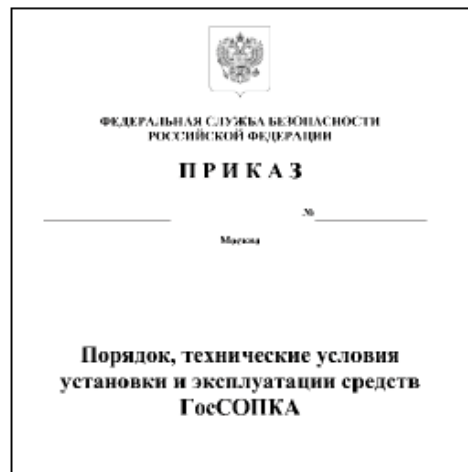 ФЕДЕРАЛЬНАЯ СЛУЖБА БЕЗОПАСНОСТИ
РОССИЙСКОЙ ФЕДЕРАЦИИ
ПРИКАЗ
№
Москва
Порядок, технические условия
установки и эксплуатации средств
ГосСОПКА